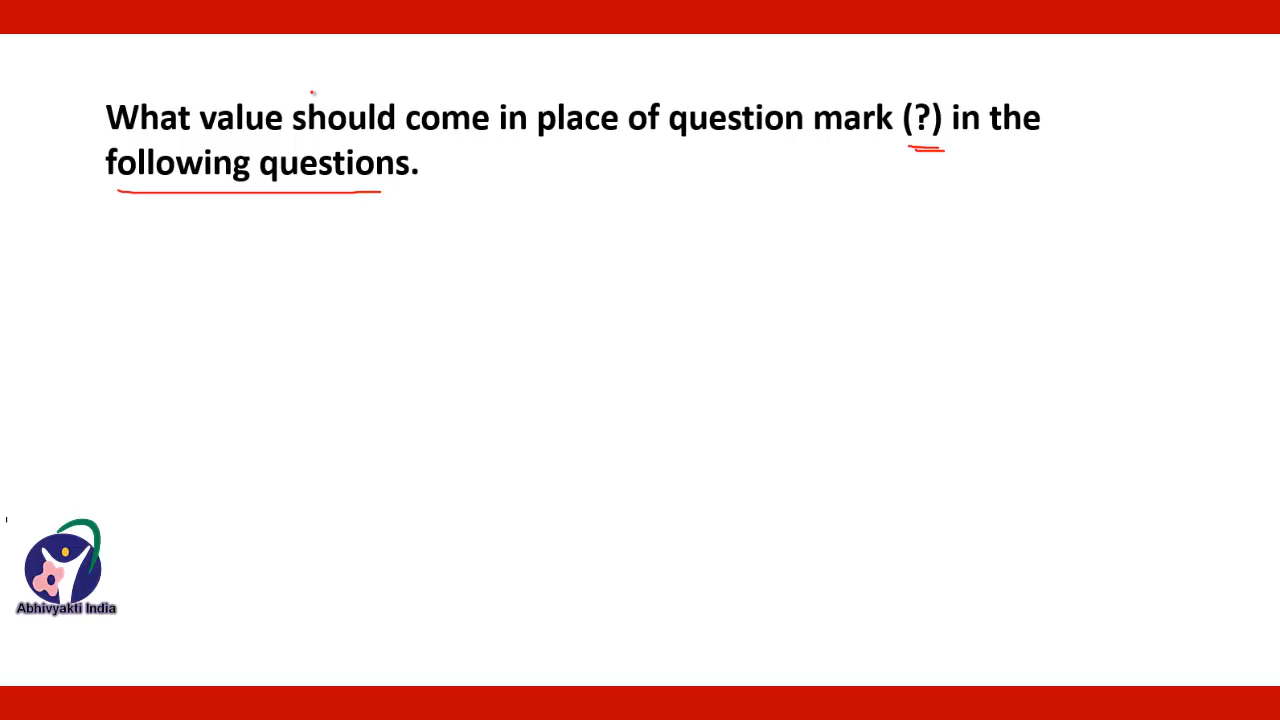 What value should come in place of question mark (?) in the
following questions.
Abhivyakti India